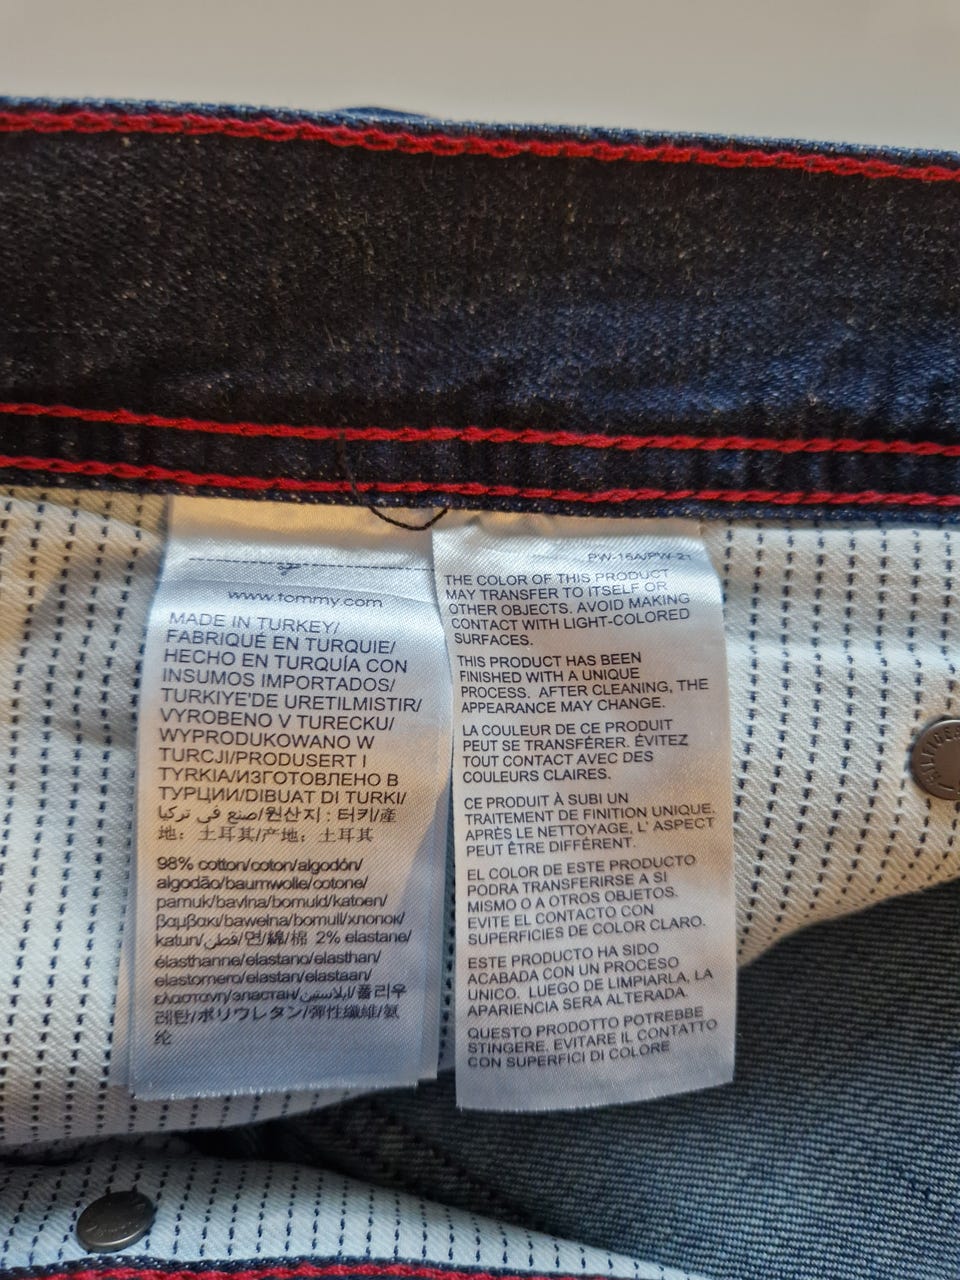 www.tommy.com
MADE IN TURKEY/
FABRIQUÉ EN TURQUIE/
HECHO EN TURQUÍA CON
INSUMOS IMPORTADOS/
TURKIYE'DE URETILMISTIR/
VYROBENO V TURECKU/
WYPRODUKOWANO W
TURCJI/PRODUSERT I
TYRKIA/ИЗГОТОВЛЕНО В
ТУРЦИИ/DIBUAT DI TURKI/
صنع في تركيا/원산지 : 터키/產
地：土耳其/产地：土耳其
98% cotton/coton/algodón/
algodão/baumwolle/cotone/
pamuk/bavlna/bomuld/katoen/
βαμβακι/bawełna/bomull/хлопок/
katun/قطن/면/綿/棉 2% elastane/
élasthanne/elastano/elasthan/
elastomero/elastan/elastaan/
ελαστανη/эластан/ايلاستين/폴리우
레탄/ポリウレタン/彈性纖維/氨
纶
PW-15A/PW-21
THE COLOR OF THIS PRODUCT
MAY TRANSFER TO ITSELF OR
OTHER OBJECTS. AVOID MAKING
CONTACT WITH LIGHT-COLORED
SURFACES.
THIS PRODUCT HAS BEEN
FINISHED WITH A UNIQUE
PROCESS. AFTER CLEANING, THE
APPEARANCE MAY CHANGE.
LA COULEUR DE CE PRODUIT
PEUT SE TRANSFÉRER. ÉVITEZ
TOUT CONTACT AVEC DES
COULEURS CLAIRES.
CE PRODUIT À SUBI UN
TRAITEMENT DE FINITION UNIQUE.
APRÈS LE NETTOYAGE, L' ASPECT
PEUT ÊTRE DIFFÉRENT.
EL COLOR DE ESTE PRODUCTO
PODRA TRANSFERIRSE A SI
MISMO O A OTROS OBJETOS.
EVITE EL CONTACTO CON
SUPERFICIES DE COLOR CLARO.
ESTE PRODUCTO HA SIDO
ACABADA CON UN PROCESO
UNICO. LUEGO DE LIMPIARLA, LA
APARIENCIA SERA ALTERADA.
QUESTO PRODOTTO POTREBBE
STINGERE. EVITARE IL CONTATTO
CON SUPERFICI DI COLORE